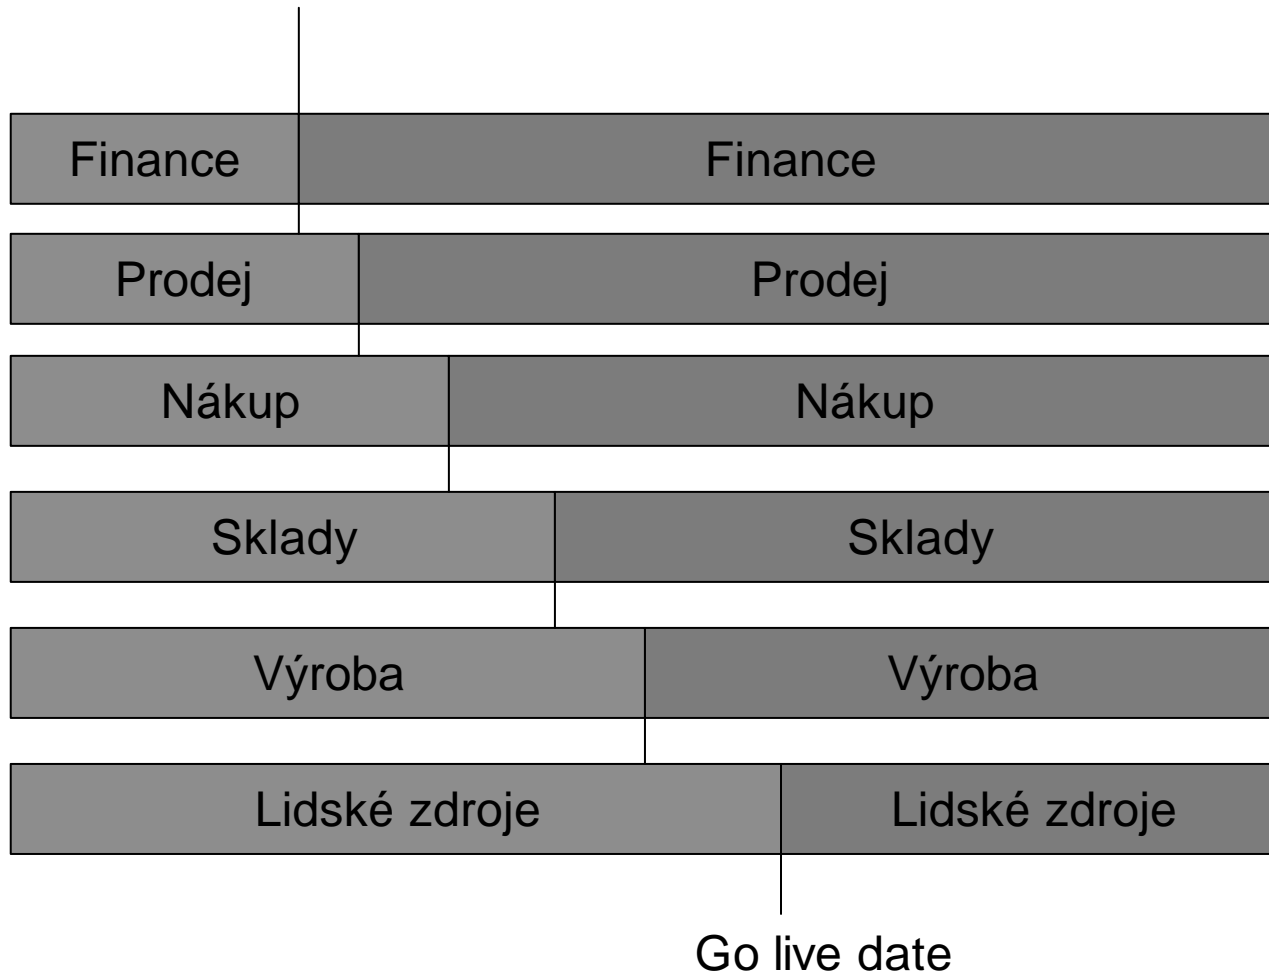 Finance Finance
Prodej Prodej
Nákup Nákup
Sklady Sklady
Výroba Výroba
Lidské zdroje Lidské zdroje
Go live date